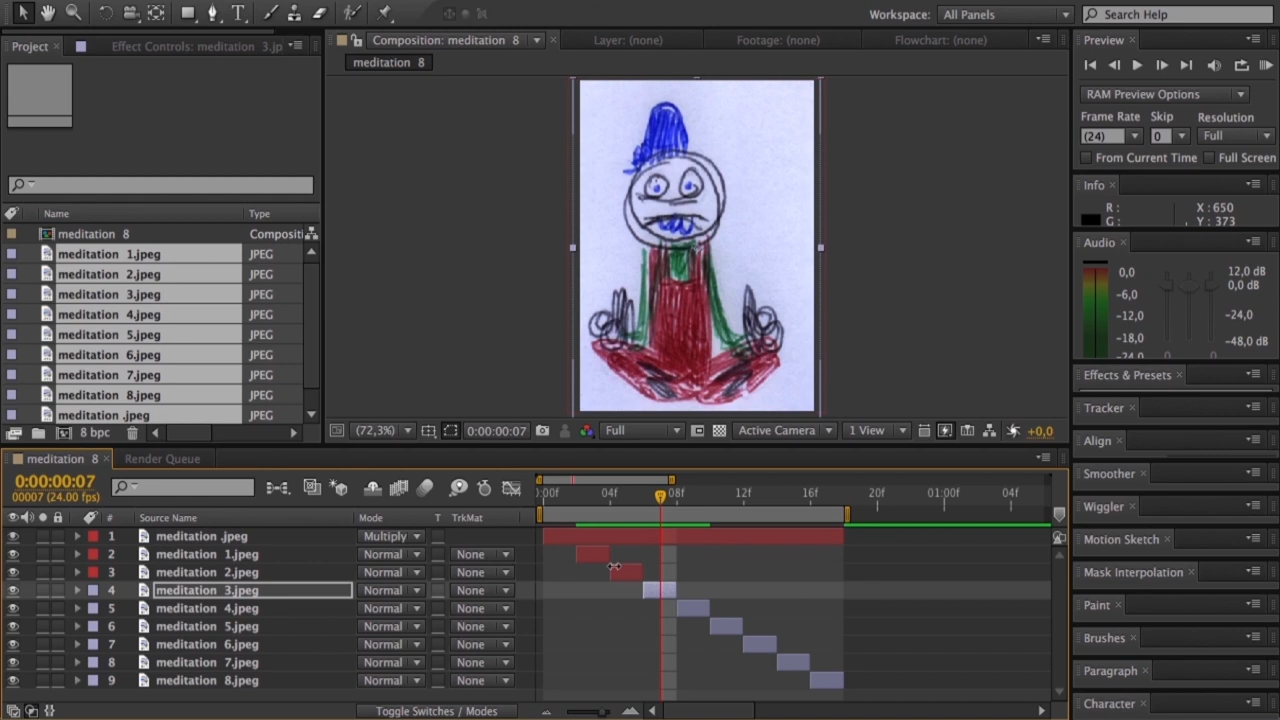 Workspace: All Panels Search Help
Project Effect Controls: meditation 3.jp
Composition: meditation 8 Layer: (none) Footage: (none) Flowchart: (none)
Preview
meditation 8
RAM Preview Options
Frame Rate Skip Resolution
(24) 0 Full
From Current Time Full Screen
Info
R: X: 650
G: Y: 373
Name Type
meditation 8 Compositi
meditation 1.jpeg JPEG
meditation 2.jpeg JPEG
meditation 3.jpeg JPEG
meditation 4.jpeg JPEG
meditation 5.jpeg JPEG
meditation 6.jpeg JPEG
meditation 7.jpeg JPEG
meditation 8.jpeg JPEG
meditation .jpeg JPEG
8 bpc
Audio
0,0 12,0 dB
0,0 dB
-6,0
-12,0 -24,0
-18,0 -48,0 dB
-24,0
Effects & Presets
Tracker
(72,3%) 0:00:00:07 Full Active Camera 1 View +0,0
Align
meditation 8 Render Queue
Smoother
0:00:00:07
00007 (24.00 fps)
:00f 04f 08f 12f 16f 20f 01:00f 04f
Wiggler
# Source Name Mode T TrkMat
1 meditation .jpeg Multiply
2 meditation 1.jpeg Normal None
3 meditation 2.jpeg Normal None
4 meditation 3.jpeg Normal None
5 meditation 4.jpeg Normal None
6 meditation 5.jpeg Normal None
7 meditation 6.jpeg Normal None
8 meditation 7.jpeg Normal None
9 meditation 8.jpeg Normal None
Motion Sketch
Mask Interpolation
Paint
Brushes
Paragraph
Character
Toggle Switches / Modes